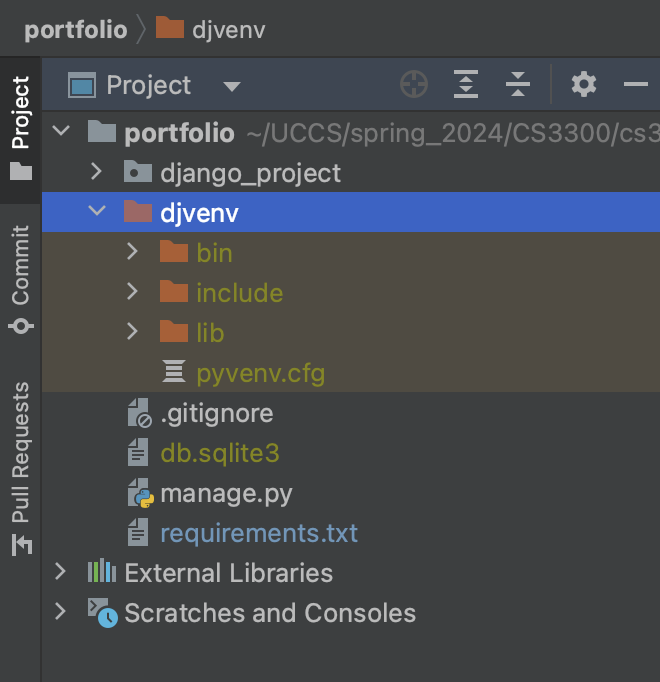 portfolio djvenv
Project
Project
Commit
Pull Requests
portfolio ~/UCCS/spring_2024/CS3300/cs3
django_project
djvenv
bin
include
lib
pyvenv.cfg
.gitignore
db.sqlite3
manage.py
requirements.txt
External Libraries
Scratches and Consoles